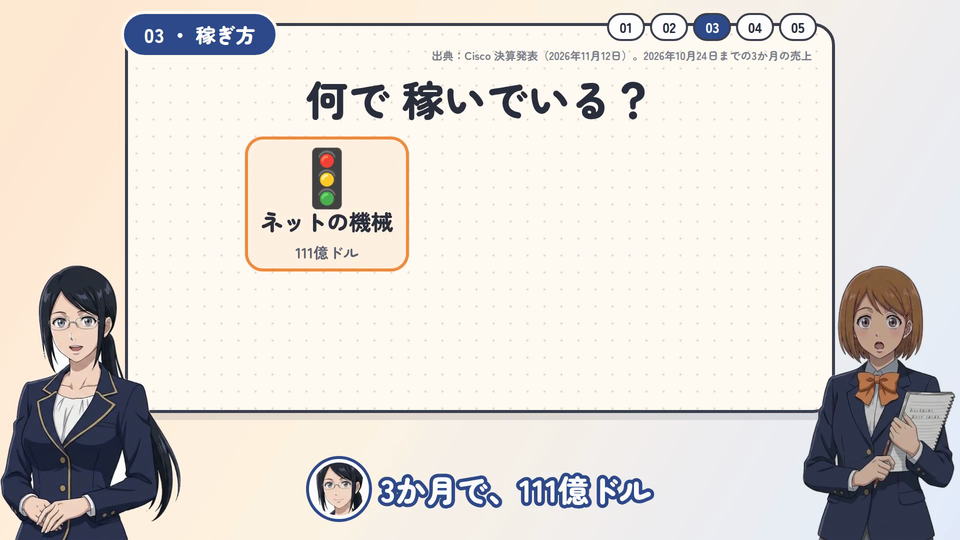 03 ・ 稼ぎ方
01 02 03 04 05
出典：Cisco 決算発表（2026年11月12日）。2026年10月24日までの3か月の売上
何で 稼いでいる？
ネットの機械
111億ドル
3か月で、111億ドル